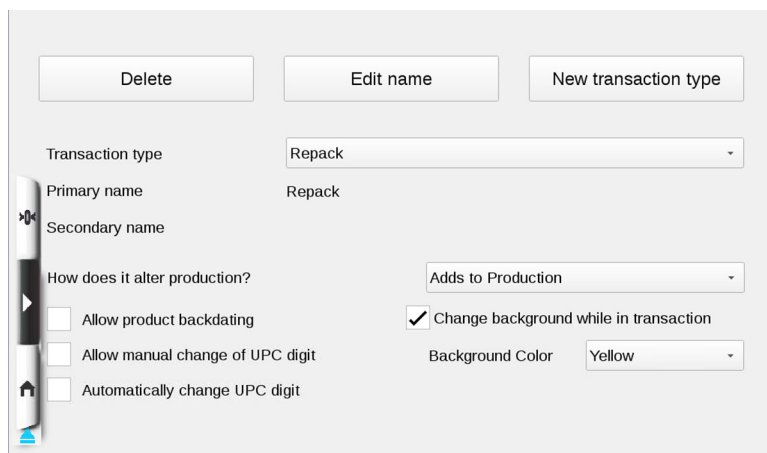 Delete Edit name New transaction type
Transaction type Repack
Primary name Repack
>0<
Secondary name
How does it alter production? Adds to Production
Allow product backdating Change background while in transaction
Allow manual change of UPC digit Background Color Yellow
Automatically change UPC digit